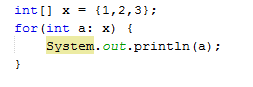 int[] x = {1,2,3};
for(int a: x) {
    System.out.println(a);
}